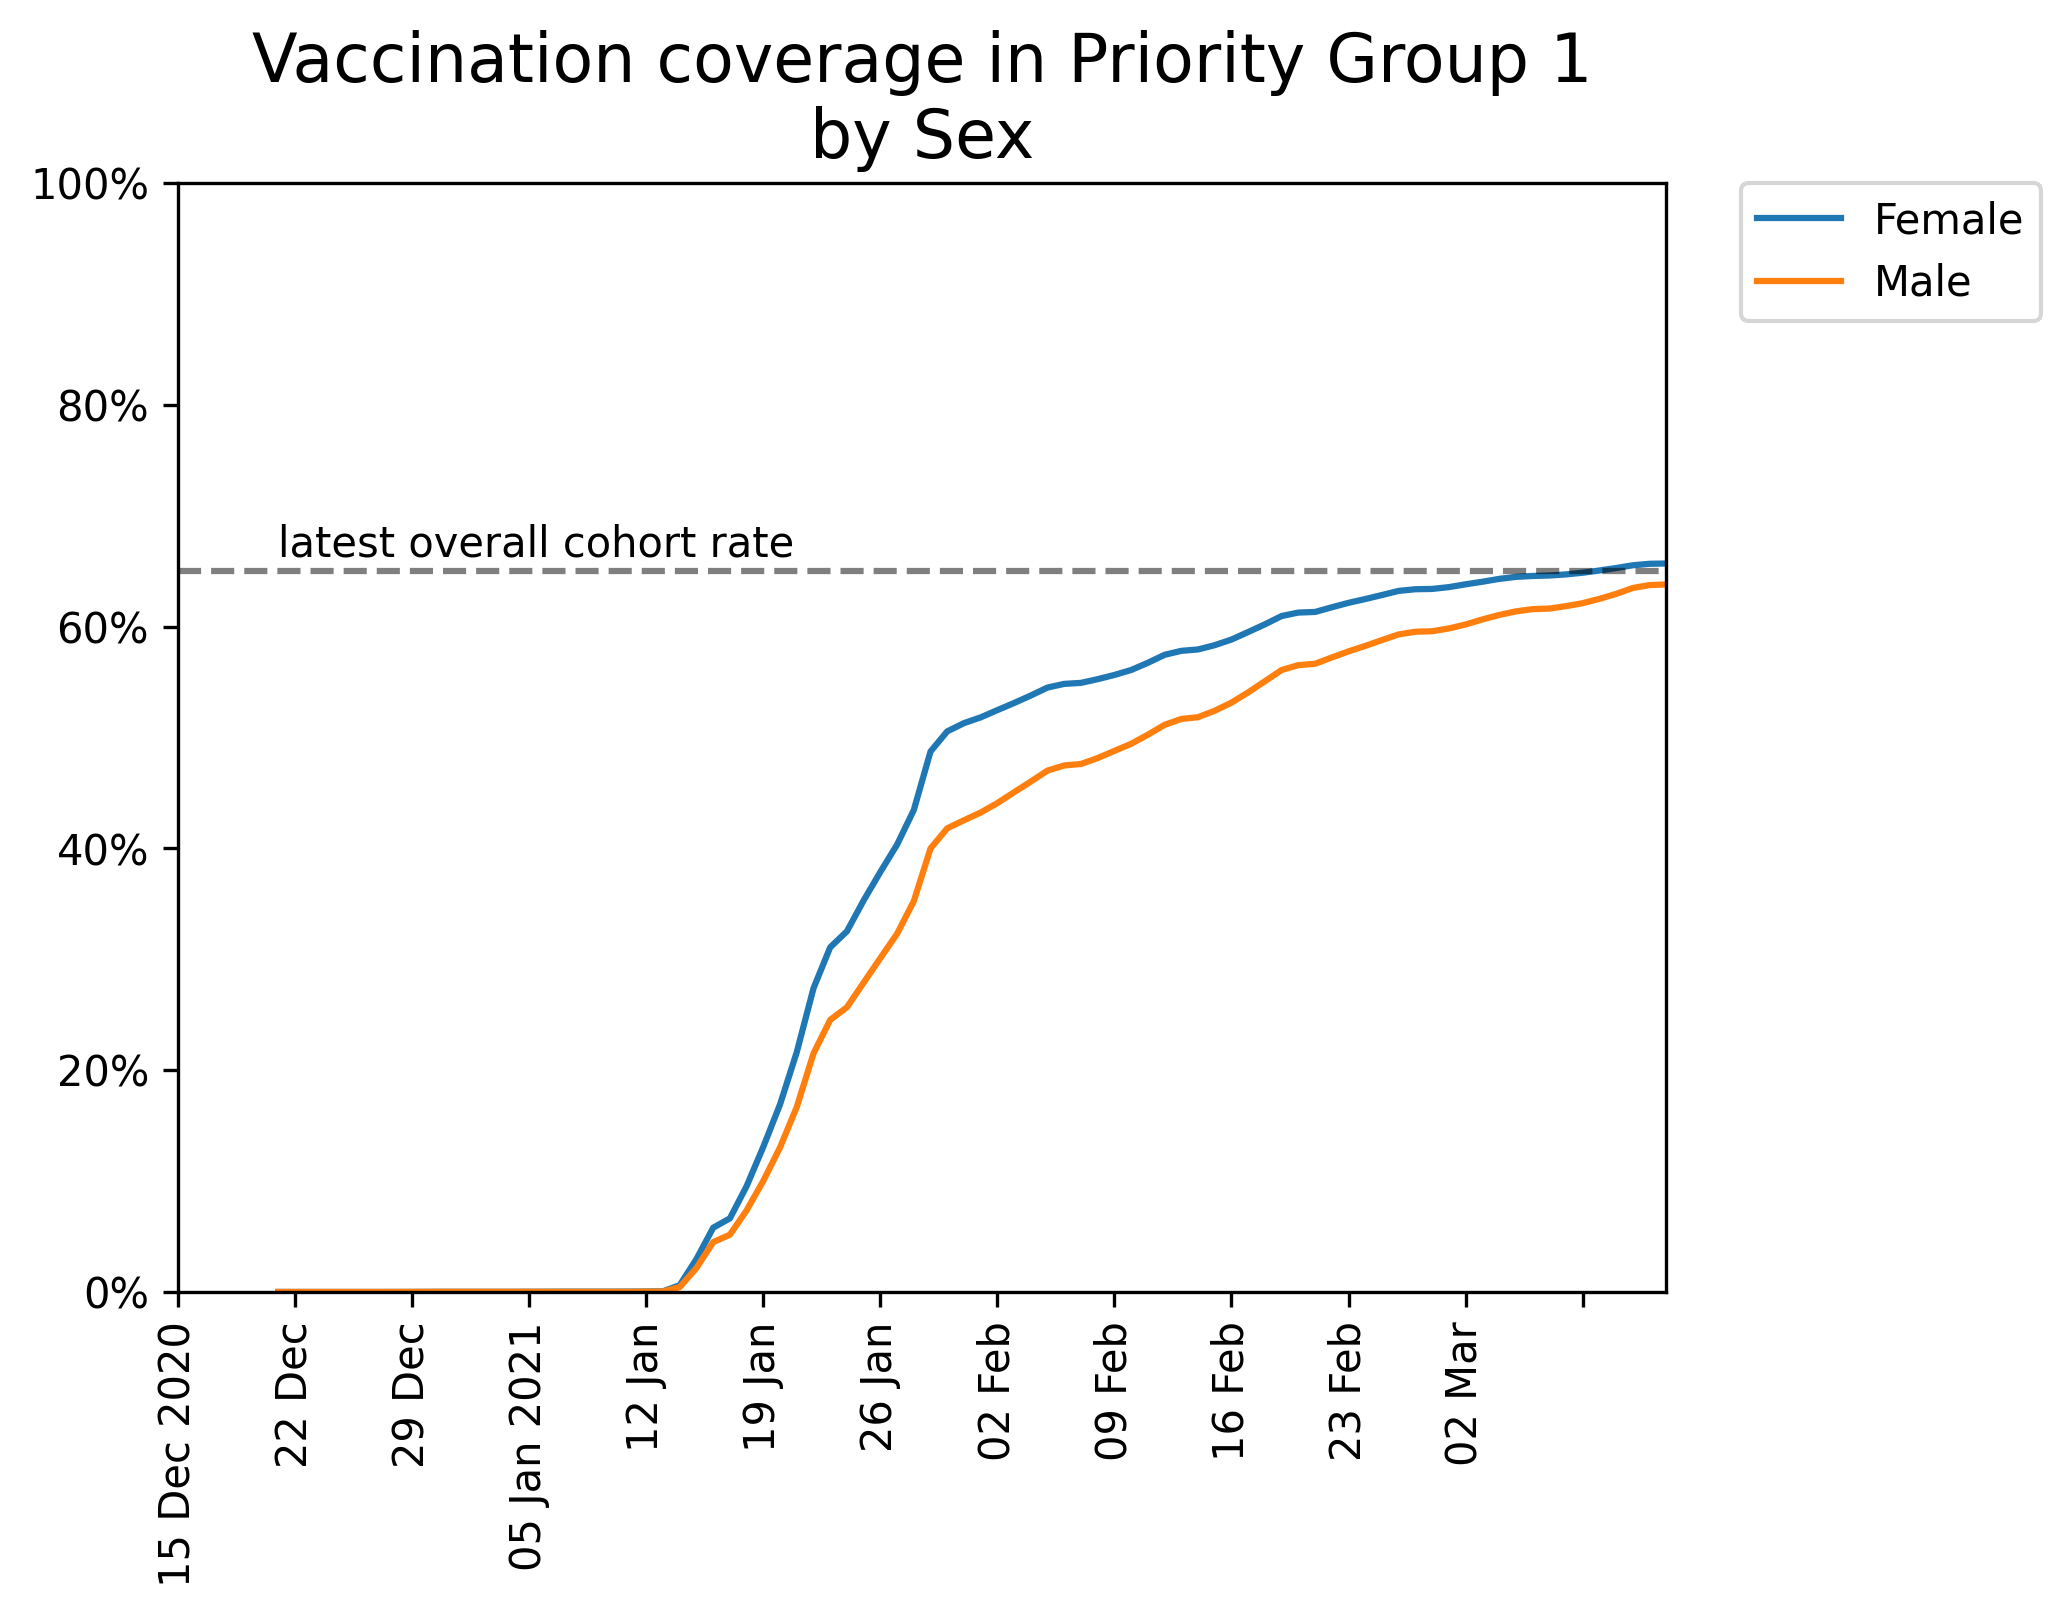 Vaccination coverage in Priority Group 1
by Sex
100%
80%
60%
40%
20%
0%
latest overall cohort rate
Female
Male
15 Dec 2020
22 Dec
29 Dec
05 Jan 2021
12 Jan
19 Jan
26 Jan
02 Feb
09 Feb
16 Feb
23 Feb
02 Mar